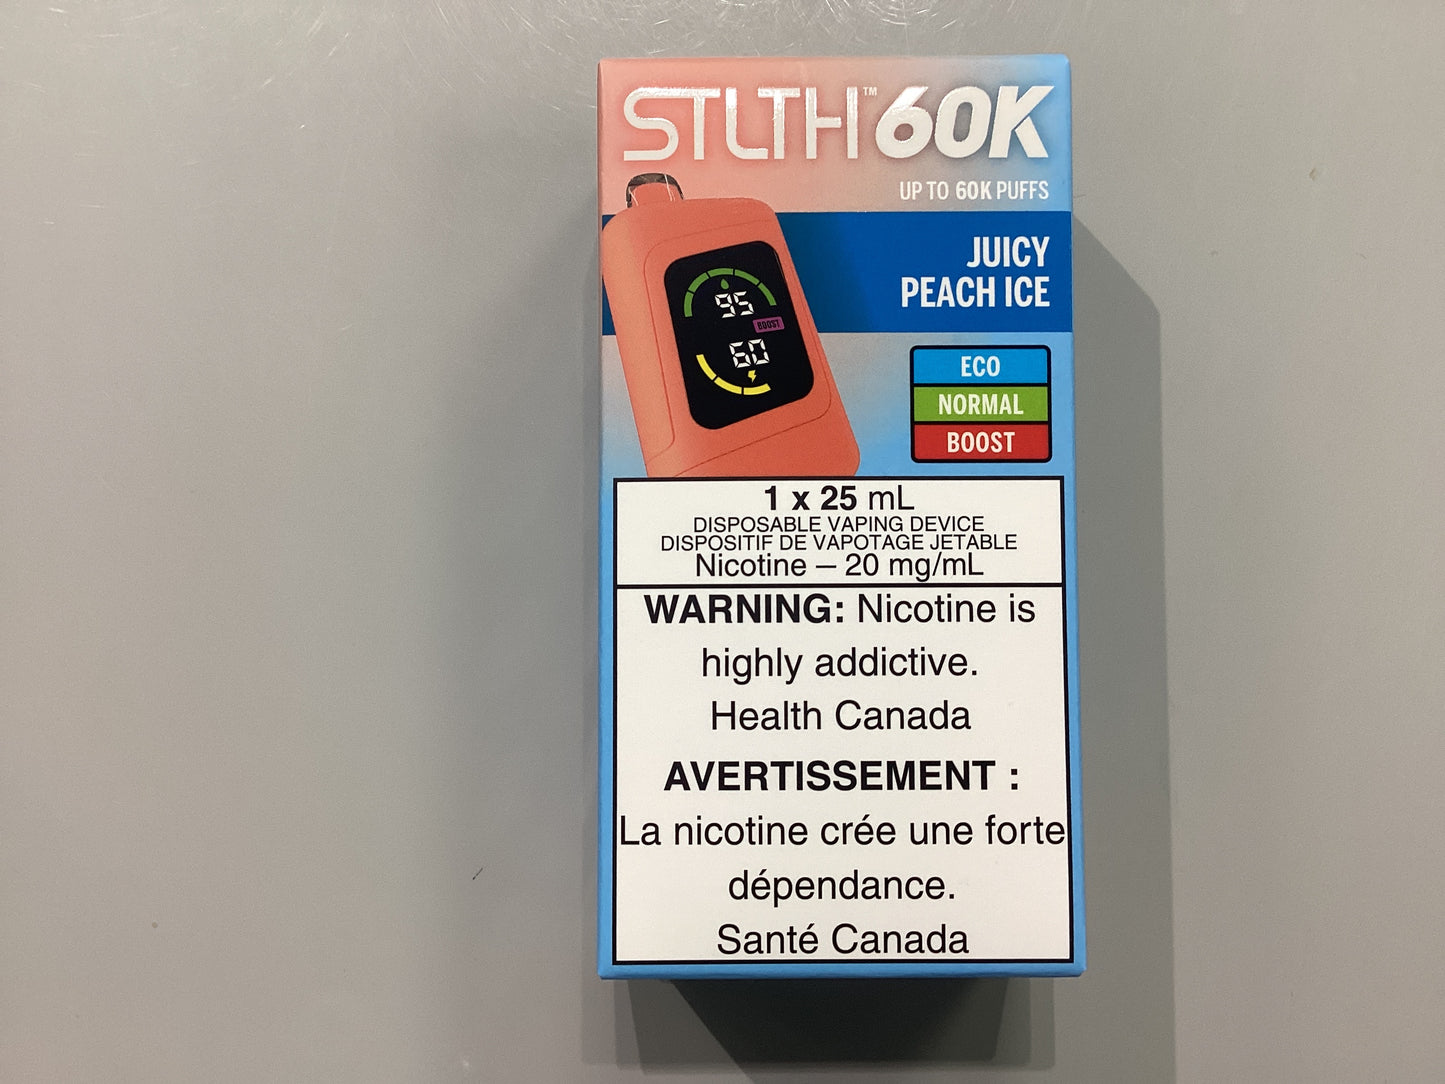 STLTH™ 60K
UP TO 60K PUFFS
JUICY
PEACH ICE
95
BOOST
60
ECO
NORMAL
BOOST
1 x 25 mL
DISPOSABLE VAPING DEVICE
DISPOSITIF DE VAPOTAGE JETABLE
Nicotine – 20 mg/mL
WARNING: Nicotine is
highly addictive.
Health Canada
AVERTISSEMENT :
La nicotine crée une forte
dépendance.
Santé Canada